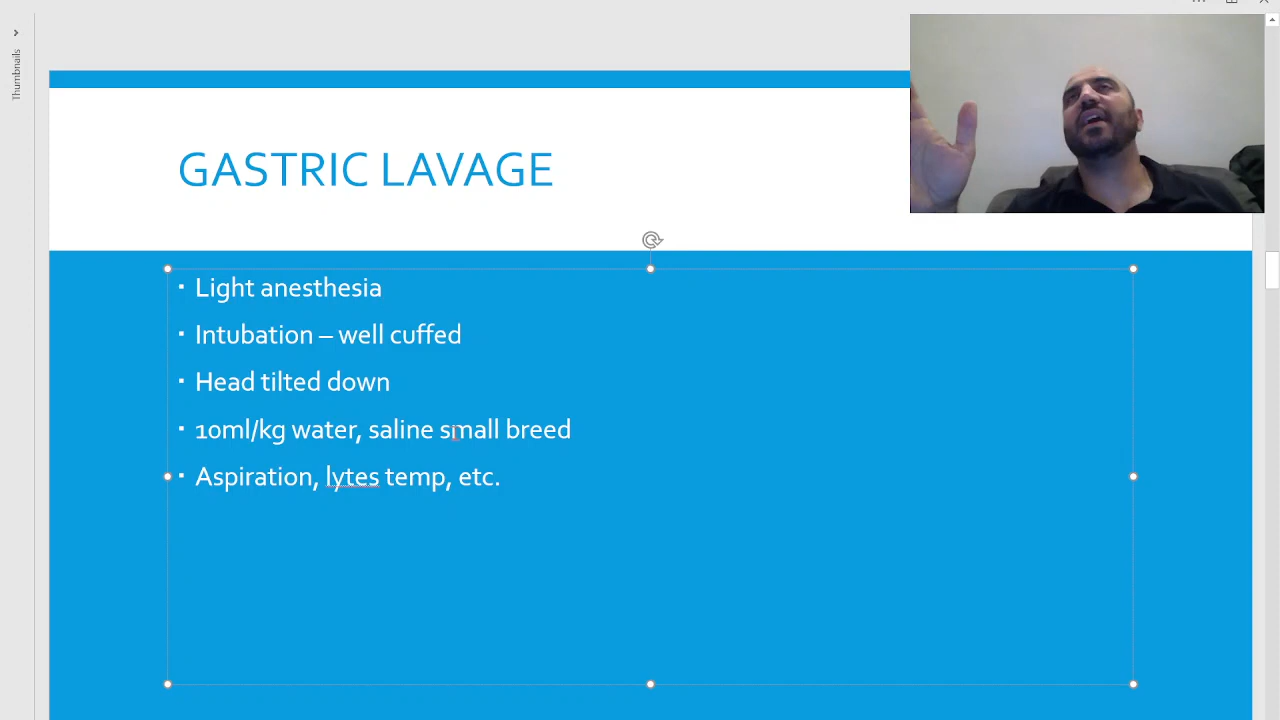 Thumbnails
GASTRIC LAVAGE
▪ Light anesthesia
▪ Intubation – well cuffed
▪ Head tilted down
▪ 10ml/kg water, saline small breed
▪ Aspiration, lytes temp, etc.